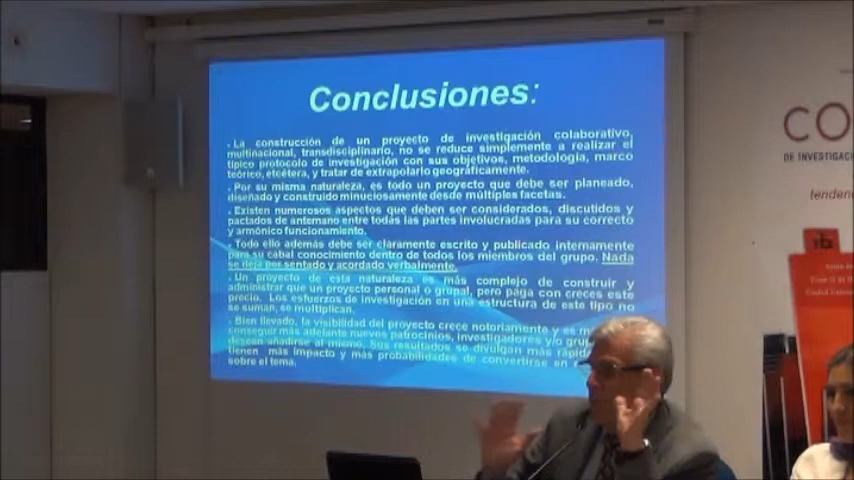 Conclusiones:
- La construcción de un proyecto de investigación colaborativo,
multinacional, transdisciplinario, no se reduce simplemente a realizar el
típico protocolo de investigación con sus objetivos, metodología, marco
teórico, etcétera, y tratar de extrapolarlo geográficamente.
- Por su misma naturaleza, es todo un proyecto que debe ser planeado,
diseñado y construido minuciosamente desde múltiples facetas.
- Existen numerosos aspectos que deben ser considerados, discutidos y
pactados de antemano entre todas las partes involucradas para su correcto
y armónico funcionamiento.
- Todo ello además debe ser claramente escrito y publicado internamente
para su cabal conocimiento dentro de todos los miembros del grupo. Nada
se deja por sentado y acordado verbalmente.
- Un proyecto de esta naturaleza es más complejo de construir y
administrar que un proyecto personal o grupal, pero paga con creces este
precio. Los esfuerzos de investigación en una estructura de este tipo no
se suman, se multiplican.
- Bien llevado, la visibilidad del proyecto crece notoriamente y es
conseguir más adelante nuevos patrocinios, investigadores y/o
deseen añadirse al mismo. Sus resultados se divulgan más
tienen más impacto y más probabilidades de convertirse en
sobre el tema.
CO
DE INVESTIGACI
tenden